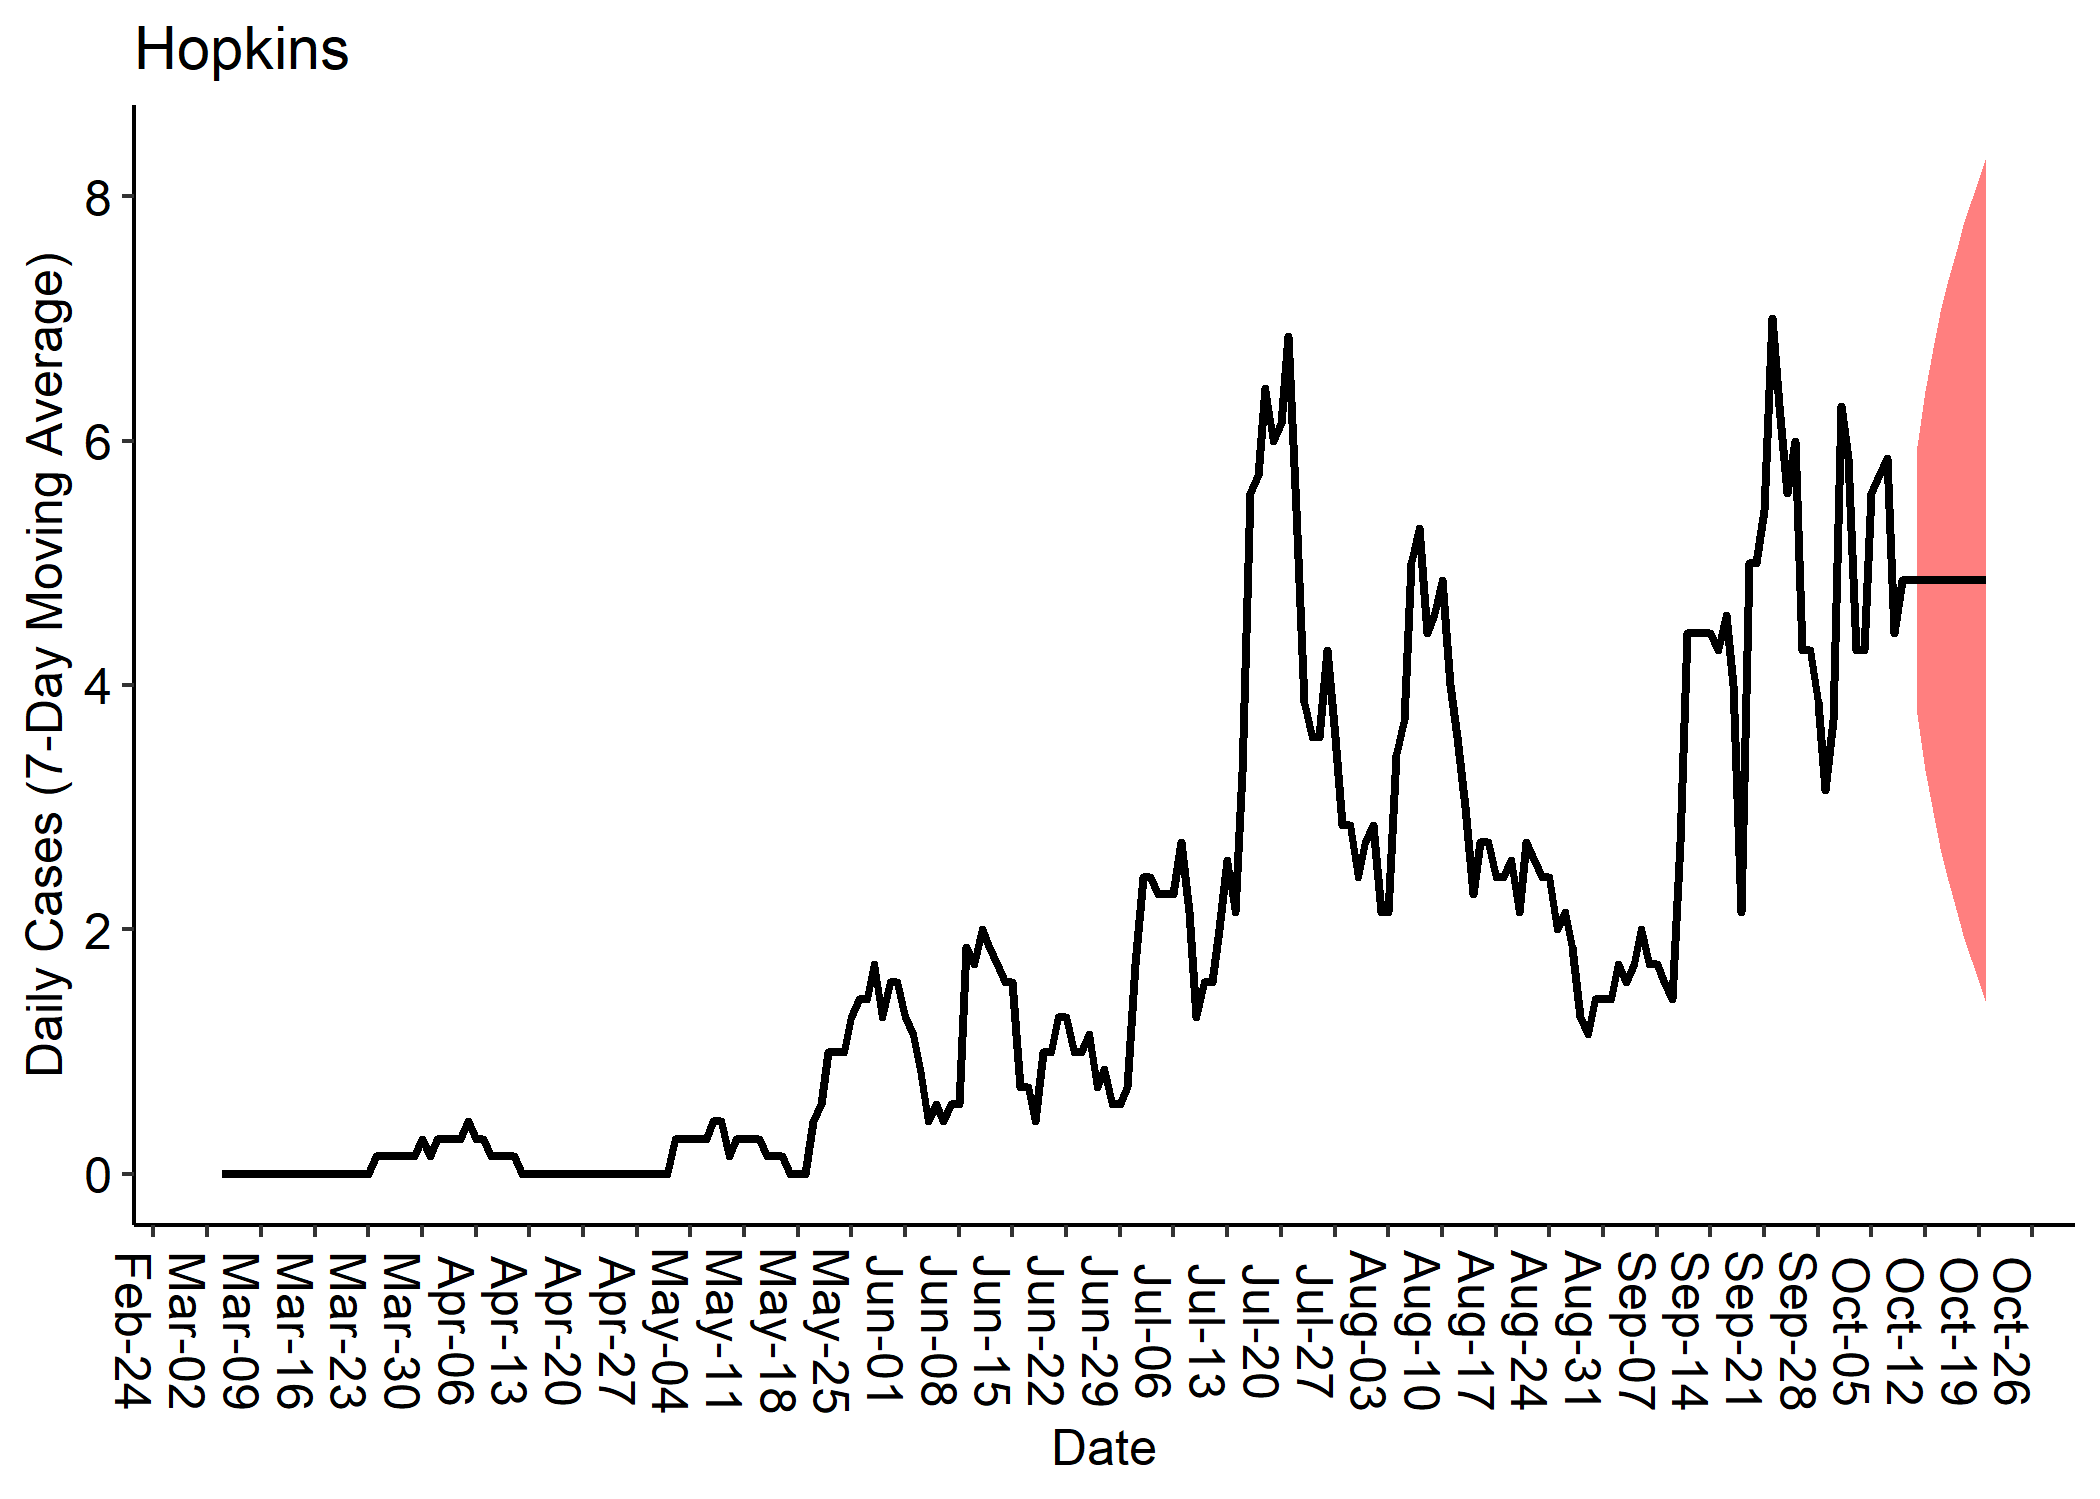 Hopkins
Daily Cases (7-Day Moving Average)
8
6
4
2
0
Feb-24
Mar-02
Mar-09
Mar-16
Mar-23
Mar-30
Apr-06
Apr-13
Apr-20
Apr-27
May-04
May-11
May-18
May-25
Jun-01
Jun-08
Jun-15
Jun-22
Jun-29
Jul-06
Jul-13
Jul-20
Jul-27
Aug-03
Aug-10
Aug-17
Aug-24
Aug-31
Sep-07
Sep-14
Sep-21
Sep-28
Oct-05
Oct-12
Oct-19
Oct-26
Date